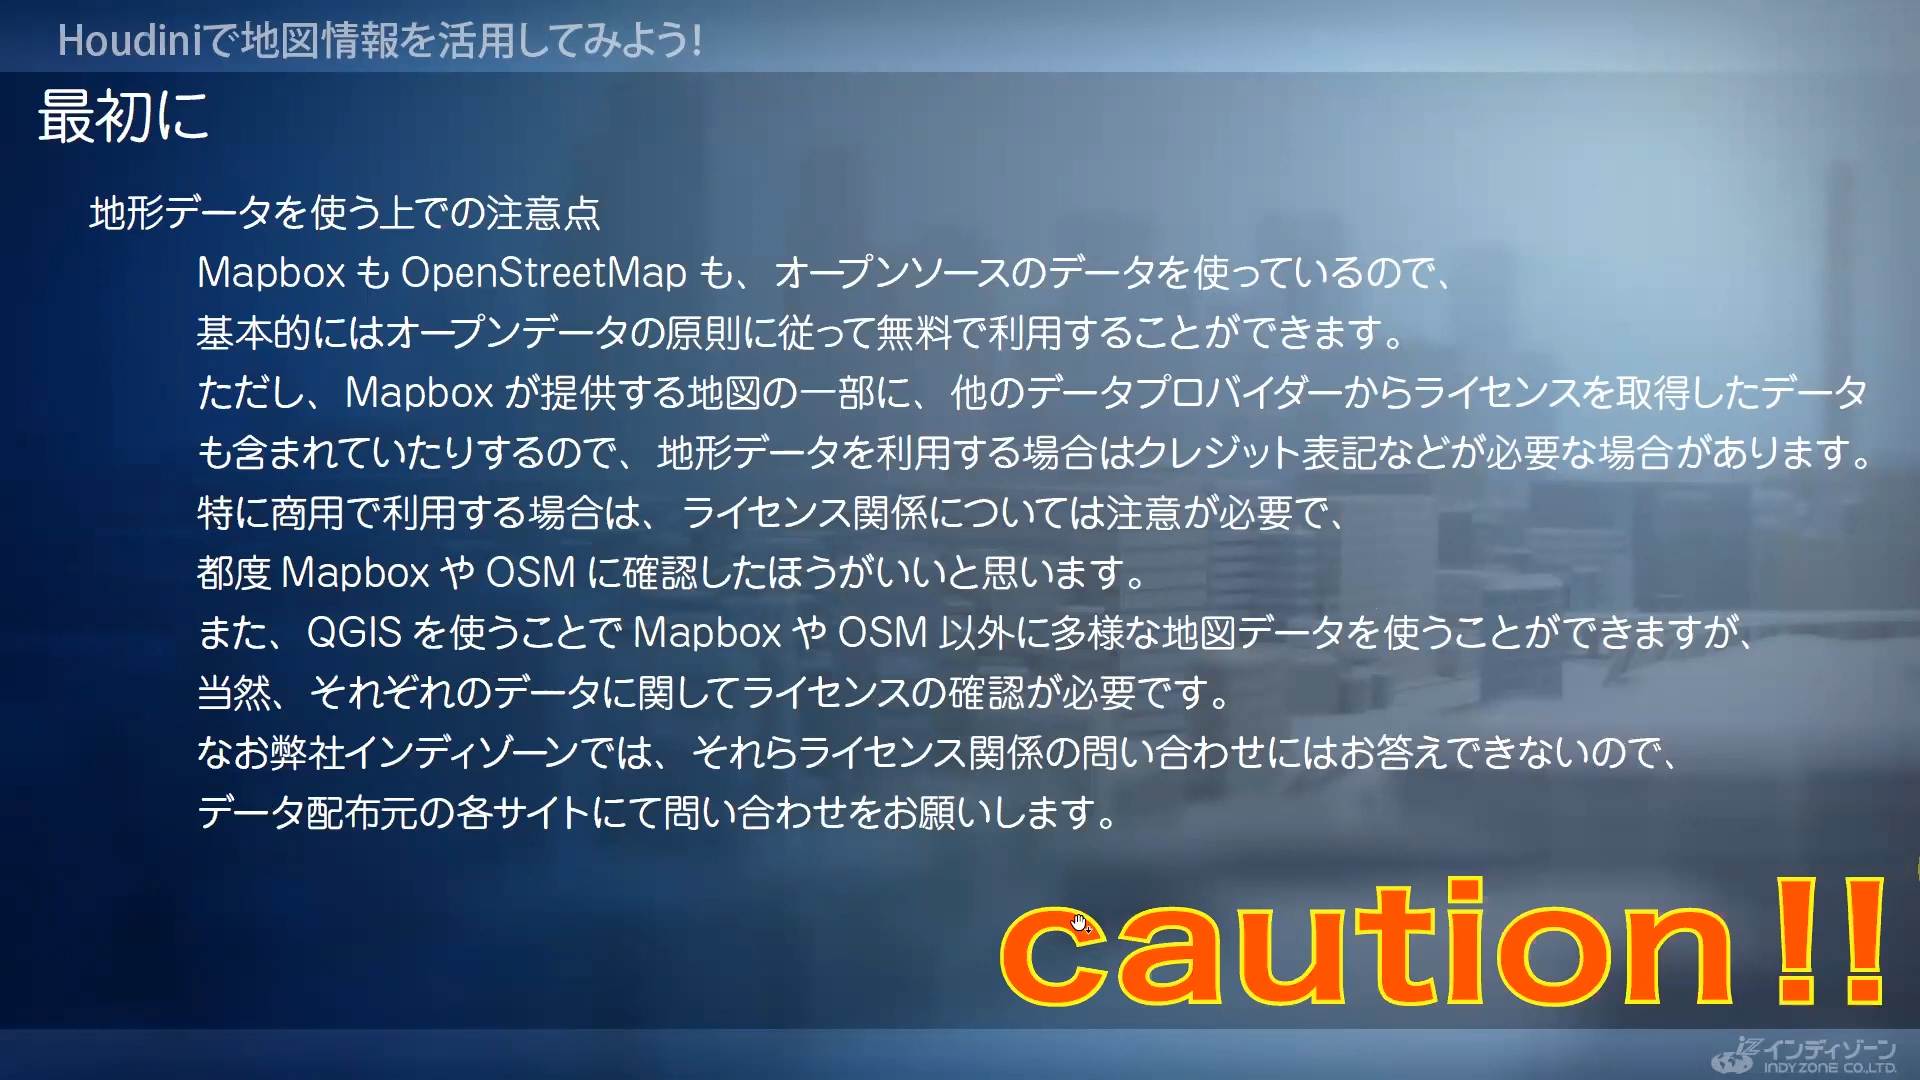 Houdiniで地図情報を活用してみよう!
最初に
地形データを使う上での注意点
Mapbox も OpenStreetMap も、オープンソースのデータを使っているので、
基本的にはオープンデータの原則に従って無料で利用することができます。
ただし、Mapbox が提供する地図の一部に、他のデータプロバイダーからライセンスを取得したデータ
も含まれていたりするので、地形データを利用する場合はクレジット表記などが必要な場合があります。
特に商用で利用する場合は、ライセンス関係については注意が必要で、
都度 Mapbox や OSM に確認したほうがいいと思います。
また、QGIS を使うことで Mapbox や OSM 以外に多様な地図データを使うことができますが、
当然、それぞれのデータに関してライセンスの確認が必要です。
なお弊社インディゾーンでは、それらライセンス関係の問い合わせにはお答えできないので、
データ配布元の各サイトにて問い合わせをお願いします。
caution!!
インディゾーン
INDYZONE CO.,LTD.